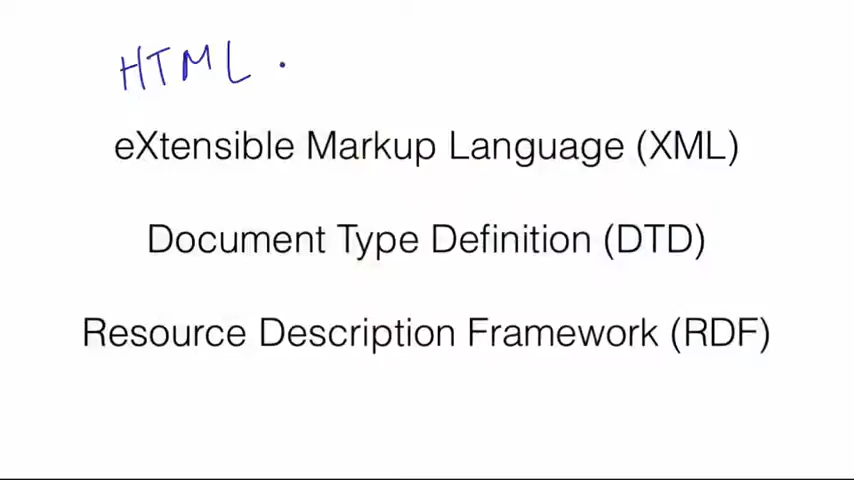 HTML .
eXtensible Markup Language (XML)
Document Type Definition (DTD)
Resource Description Framework (RDF)